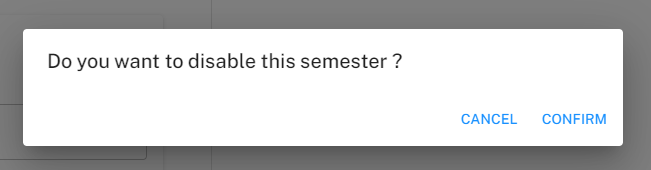 Do you want to disable this semester ?
CANCEL CONFIRM